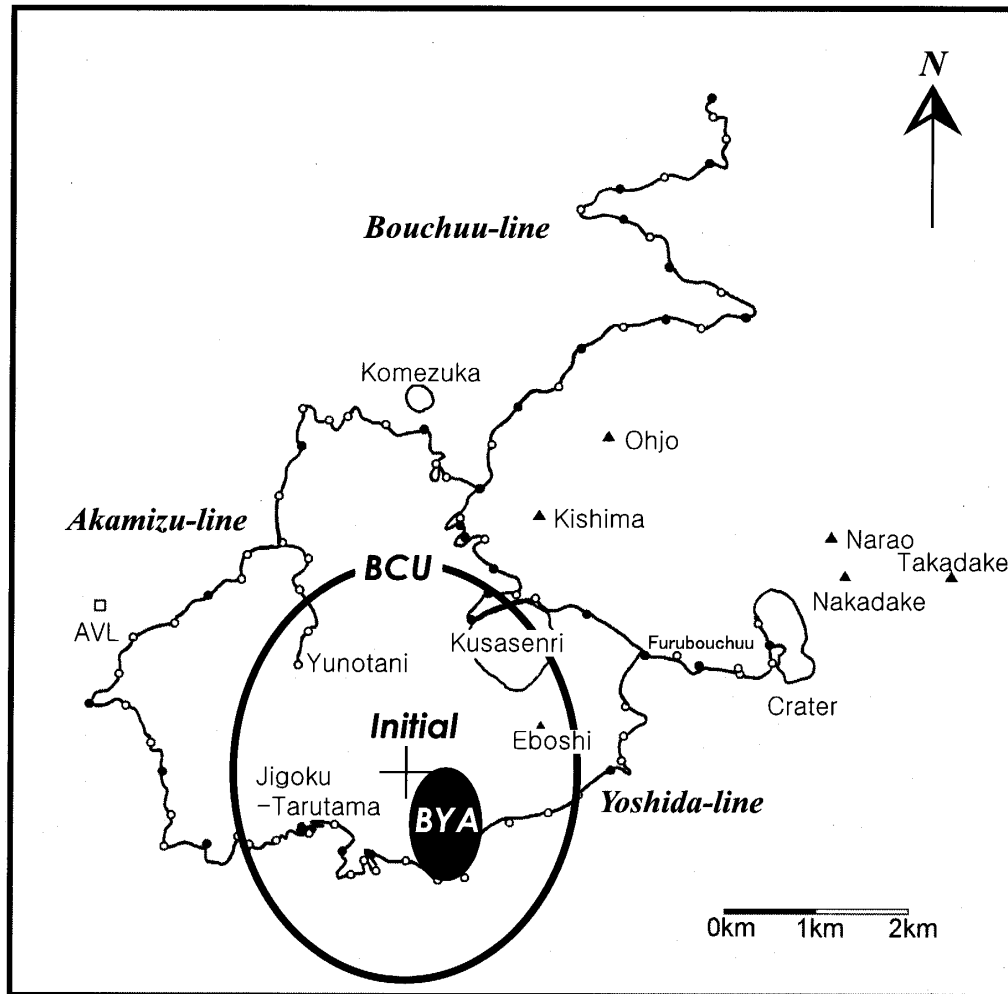 N
Bouchuu-line
Komezuka
Ohjo
Akamizu-line
Kishima
Narao
BCU
Takadake
Nakadake
AVL
Kusasenri
Furubouchuu
Yunotani
Crater
Initial
Eboshi
Jigoku
-Tarutama
BYA
Yoshida-line
0km 1km 2km